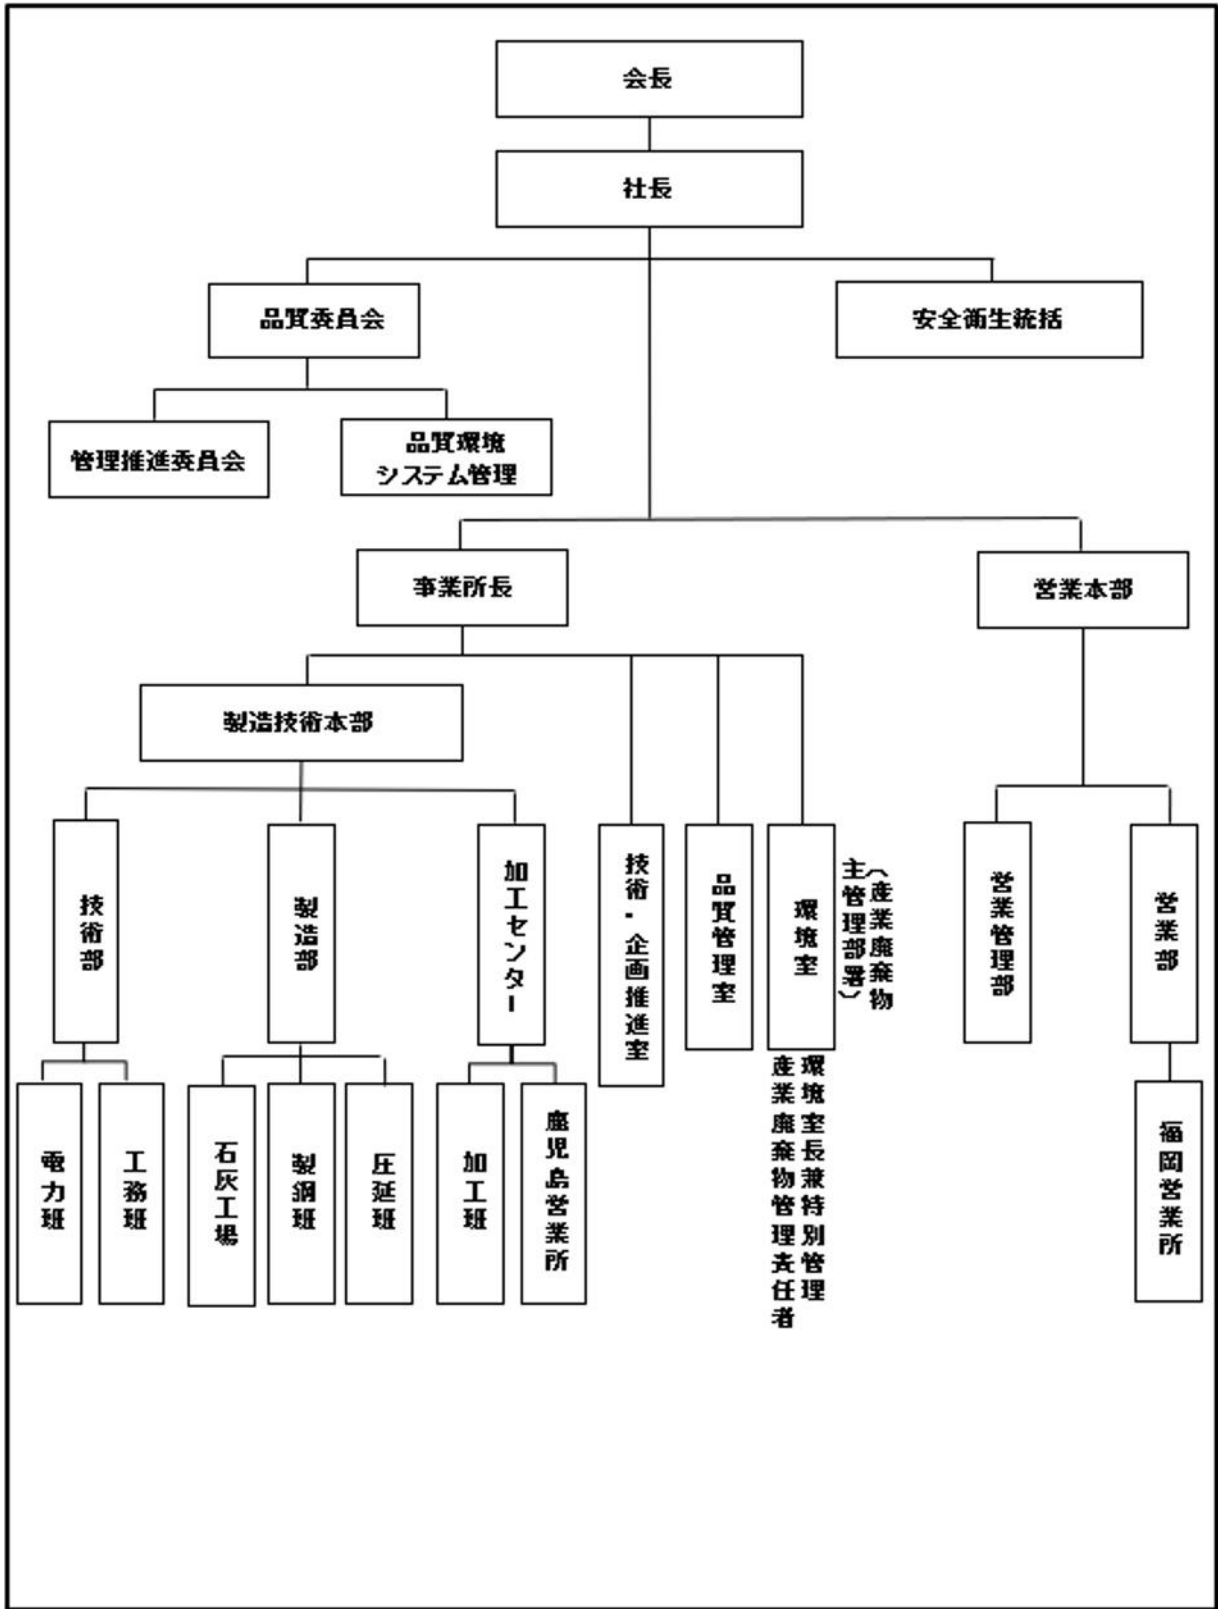 会長
社長
品質委員会
安全衛生統括
管理推進委員会
品質環境
システム管理
事業所長
営業本部
製造技術本部
技術部
製造部
加工センター
技術・企画推進室
品質管理室
環境室
(産業廃棄物
主管理部署)
営業管理部
営業部
電力班
工務班
石灰工場
製鋼班
圧延班
加工班
鹿児島営業所
環境室長兼特別管理
産業廃棄物管理責任者
福岡営業所